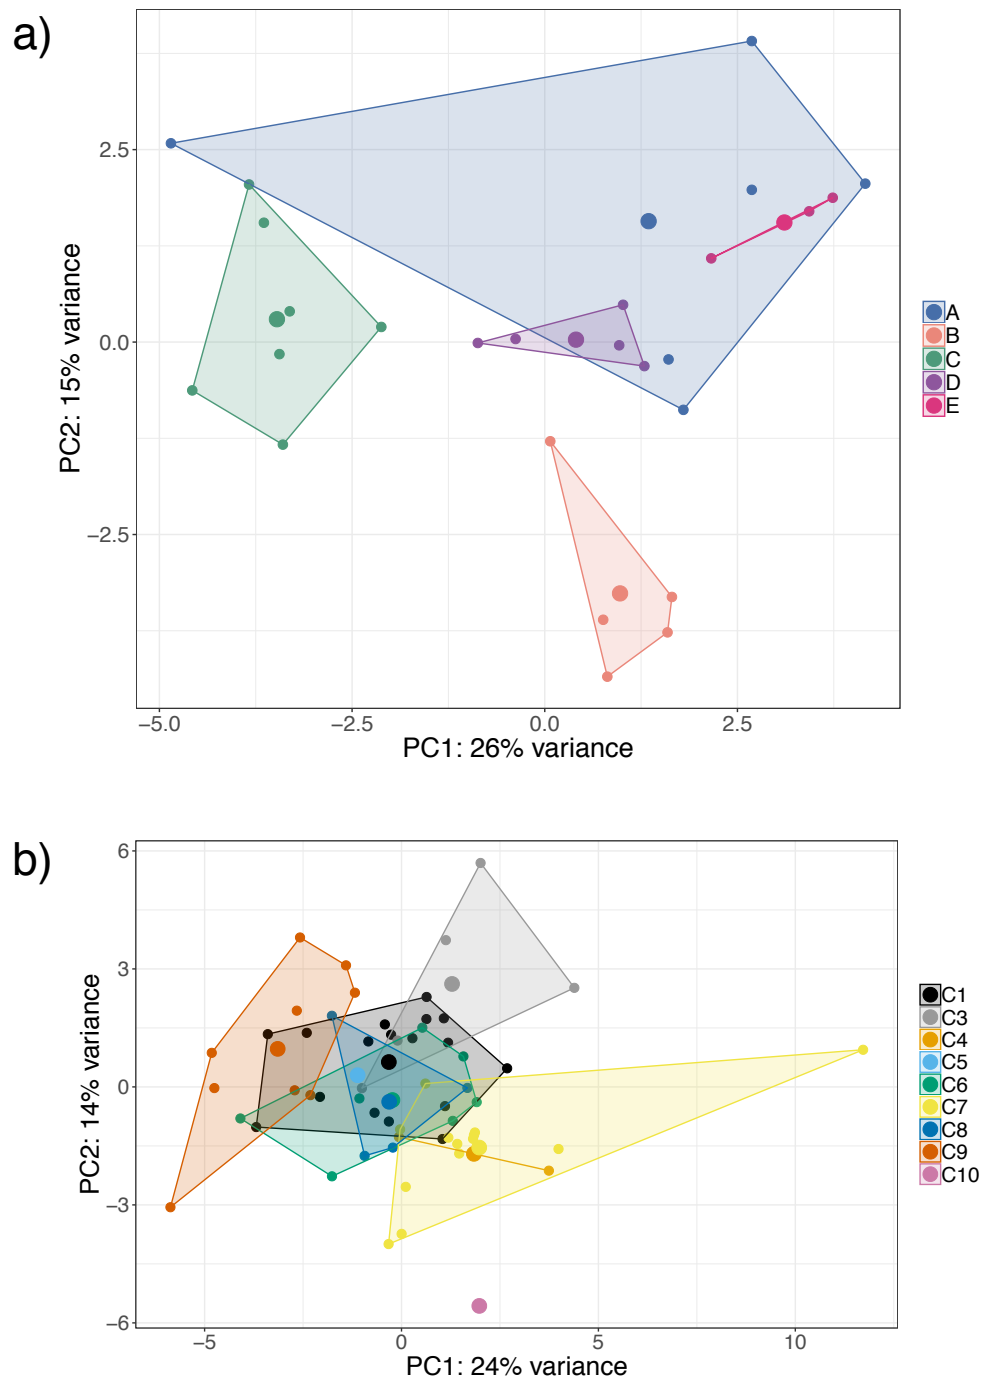 a)
2.5
0.0
−2.5
PC2: 15% variance
−5.0
−2.5
0.0
2.5
PC1: 26% variance
A
B
C
D
E
b)
6
3
0
−3
−6
PC2: 14% variance
−5
0
5
10
PC1: 24% variance
C1
C3
C4
C5
C6
C7
C8
C9
C10